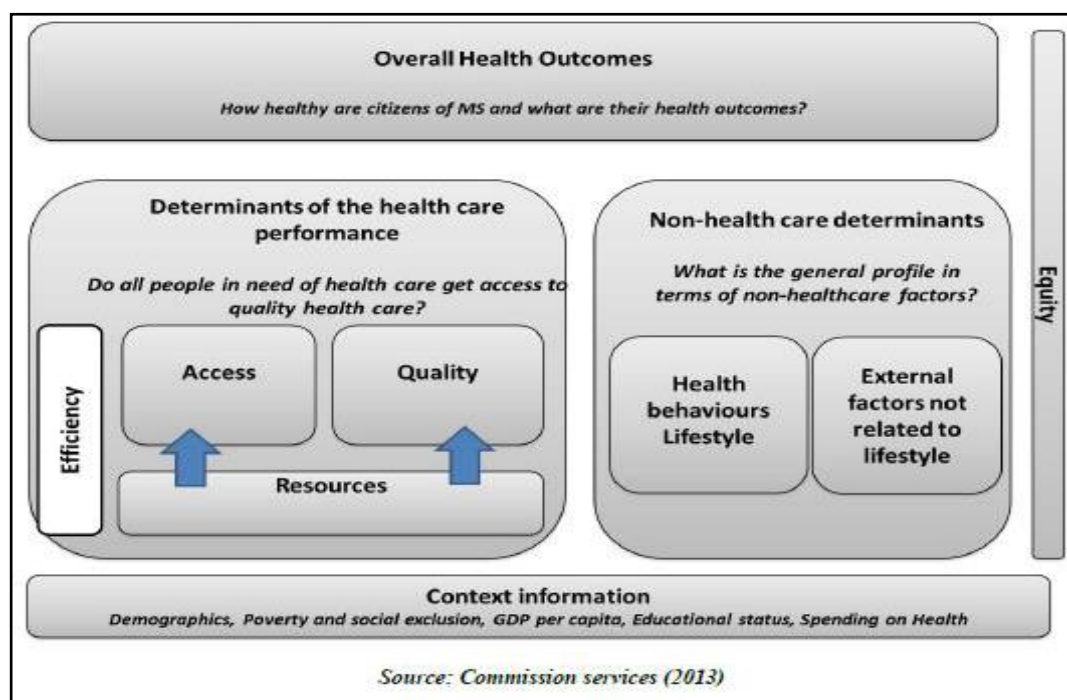 Overall Health Outcomes
How healthy are citizens of MS and what are their health outcomes?
Equity
Determinants of the health care
performance
Do all people in need of health care get access to
quality health care?
Efficiency
Access
Quality
Resources
Non-health care determinants
What is the general profile in
terms of non-healthcare factors?
Health
behaviours
Lifestyle
External
factors not
related to
lifestyle
Context information
Demographics, Poverty and social exclusion, GDP per capita, Educational status, Spending on Health
Source: Commission services (2013)